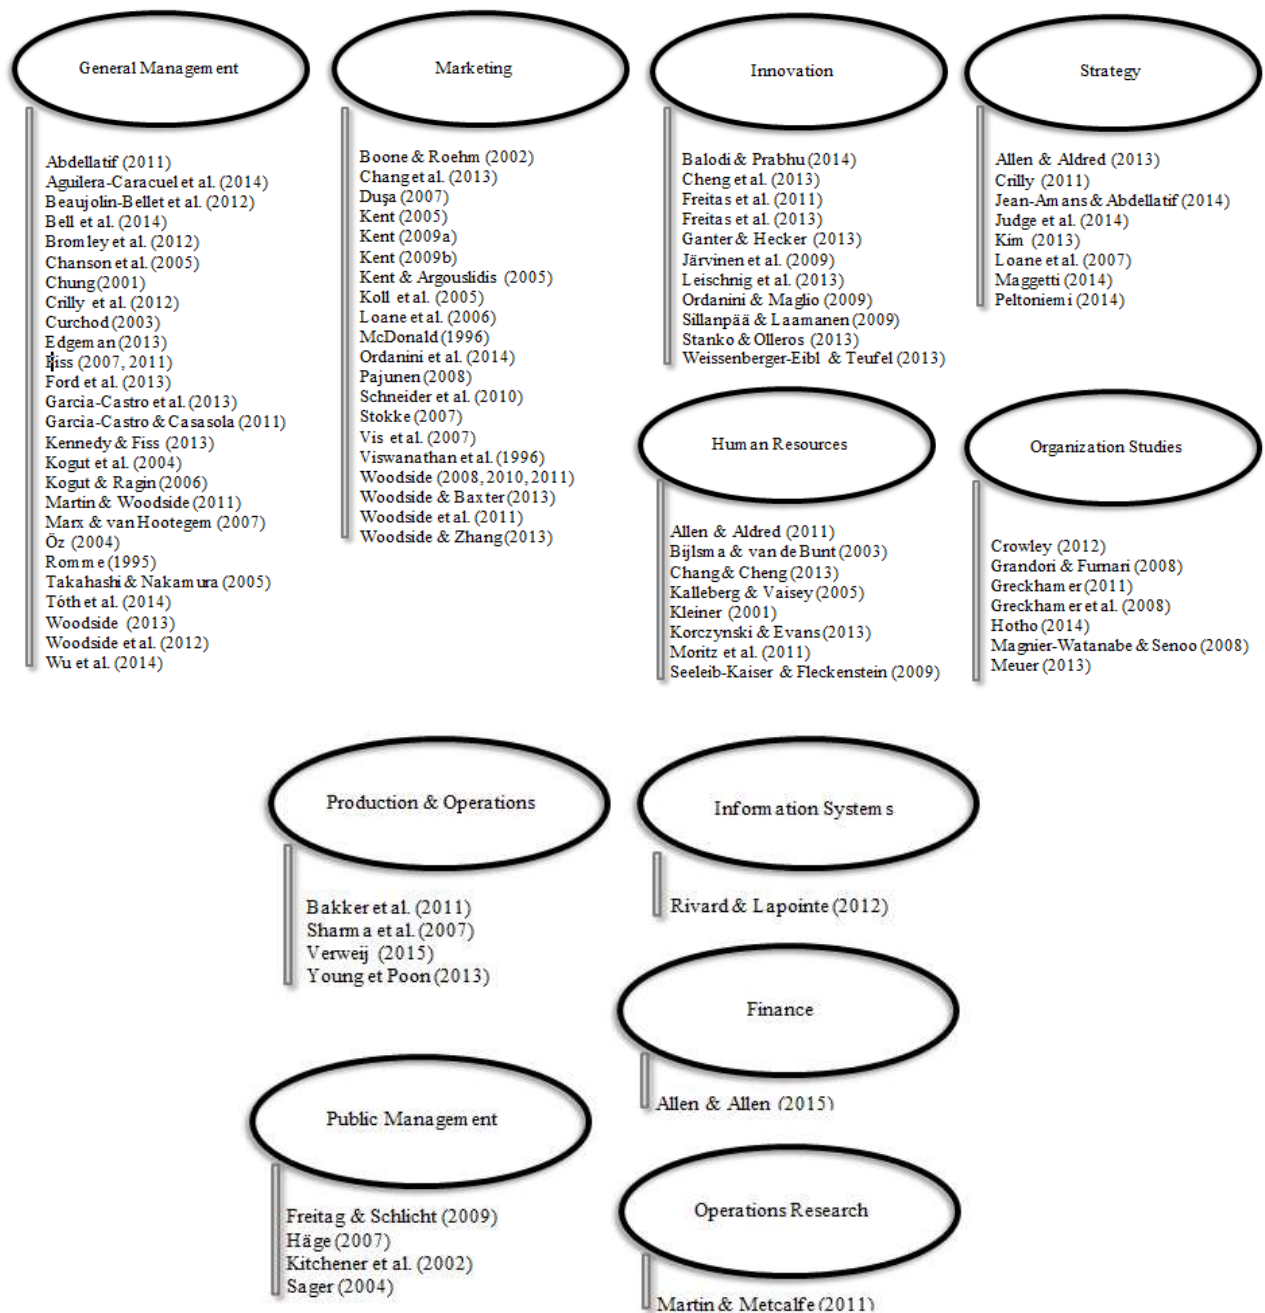 General Management
Abdellatif (2011)
Aguilera-Caracuel et al. (2014)
Beaujolin-Bellet et al. (2012)
Bell et al. (2014)
Bromley et al. (2012)
Chanson et al. (2005)
Chung (2001)
Crilly et al. (2012)
Curchod (2003)
Edgeman (2013)
Fiss (2007, 2011)
Ford et al. (2013)
Garcia-Castro et al. (2013)
Garcia-Castro & Casasola (2011)
Kennedy & Fiss (2013)
Kogut et al. (2004)
Kogut & Ragin (2006)
Martin & Woodside (2011)
Marx & van Hootegem (2007)
Öz (2004)
Romme (1995)
Takahashi & Nakamura (2005)
Tóth et al. (2014)
Woodside (2013)
Woodside et al. (2012)
Wu et al. (2014)
Marketing
Boone & Roehm (2002)
Chang et al. (2013)
Duşa (2007)
Kent (2005)
Kent (2009a)
Kent (2009b)
Kent & Argouslidis (2005)
Koll et al. (2005)
Loane et al. (2006)
McDonald (1996)
Ordanini et al. (2014)
Pajunen (2008)
Schneider et al. (2010)
Stokke (2007)
Vis et al. (2007)
Viswanathan et al. (1996)
Woodside (2008, 2010, 2011)
Woodside & Baxter (2013)
Woodside et al. (2011)
Woodside & Zhang (2013)
Innovation
Balodi & Prabhu (2014)
Cheng et al. (2013)
Freitas et al. (2011)
Freitas et al. (2013)
Ganter & Hecker (2013)
Järvinen et al. (2009)
Leischnig et al. (2013)
Ordanini & Maglio (2009)
Sillanpää & Laamanen (2009)
Stanko & Olleros (2013)
Weissenberger-Eibl & Teufel (2013)
Strategy
Allen & Aldred (2013)
Crilly (2011)
Jean-Amans & Abdellatif (2014)
Judge et al. (2014)
Kim (2013)
Loane et al. (2007)
Maggetti (2014)
Peltoniemi (2014)
Human Resources
Allen & Aldred (2011)
Bijlsma & van de Bunt (2003)
Chang & Cheng (2013)
Kalleberg & Vaisey (2005)
Kleiner (2001)
Korczynski & Evans (2013)
Moritz et al. (2011)
Seeleib-Kaiser & Fleckenstein (2009)
Organization Studies
Crowley (2012)
Grandori & Furnari (2008)
Greckhamer (2011)
Greckhamer et al. (2008)
Hotho (2014)
Magnier-Watanabe & Senoo (2008)
Meuer (2013)
Production & Operations
Bakker et al. (2011)
Sharma et al. (2007)
Verweij (2015)
Young et Poon (2013)
Information Systems
Rivard & Lapointe (2012)
Finance
Allen & Allen (2015)
Public Management
Freitag & Schlicht (2009)
Häge (2007)
Kitchener et al. (2002)
Sager (2004)
Operations Research
Martin & Metcalfe (2011)